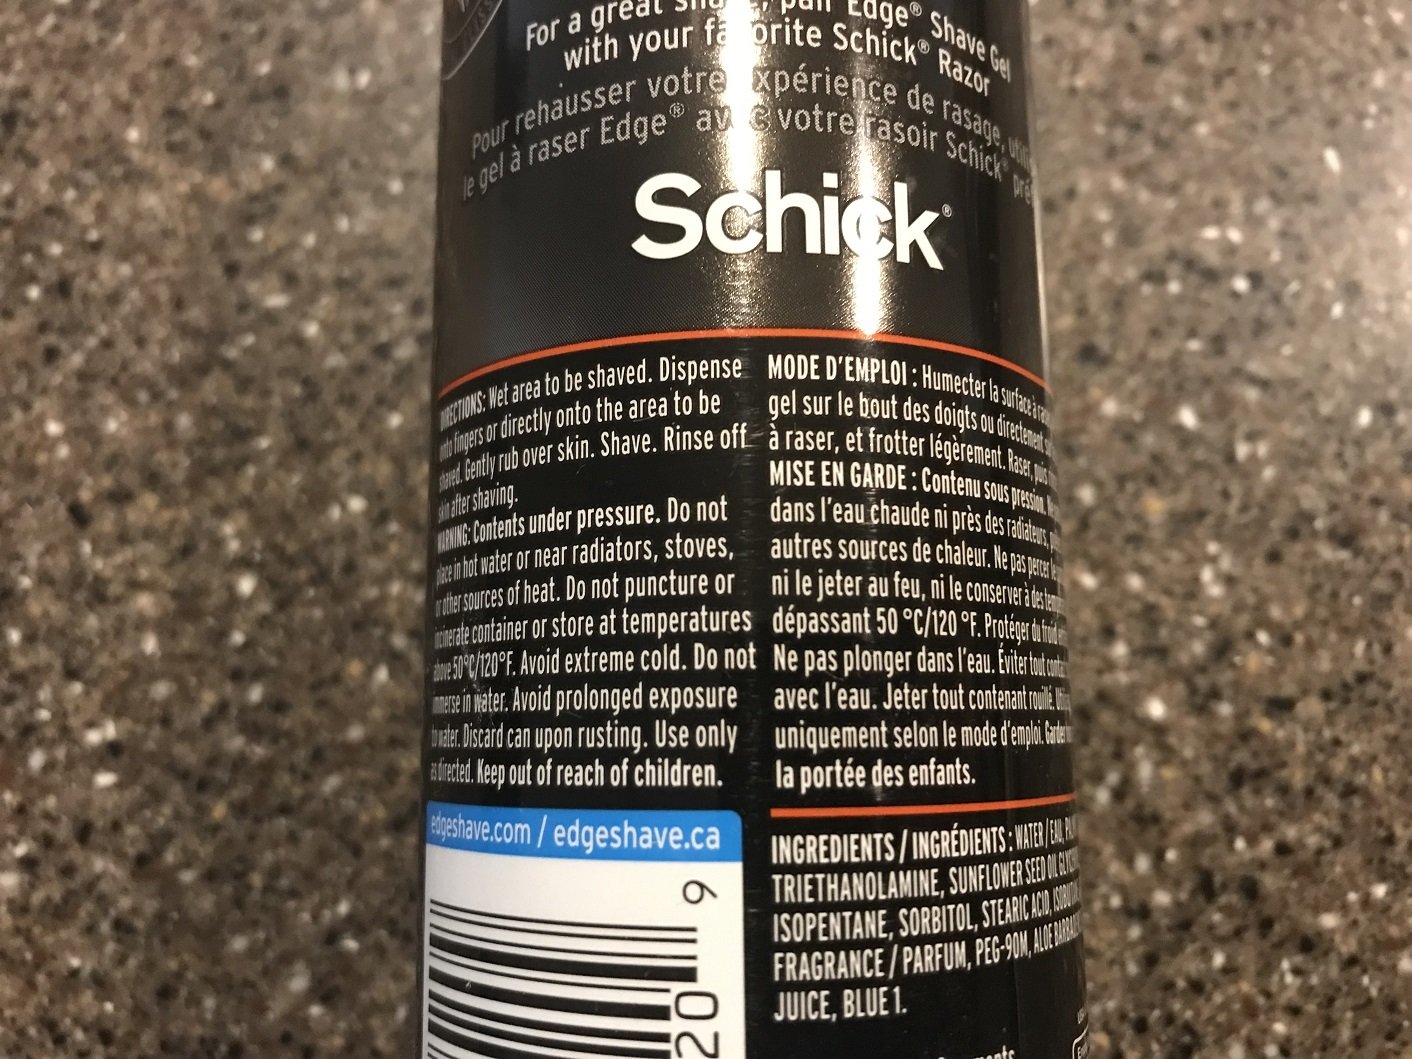 For a great pair Edge® Shave Gel
with your favorite Schick® Razor
Pour rehausser votre expérience de rasage,
le gel à raser Edge® avec votre rasoir Schick®
Schick®
DIRECTIONS: Wet area to be shaved. Dispense
onto fingers or directly onto the area to be
shaved. Gently rub over skin. Shave. Rinse off
skin after shaving.
WARNING: Contents under pressure. Do not
place in hot water or near radiators, stoves,
or other sources of heat. Do not puncture or
incinerate container or store at temperatures
above 50°C/120°F. Avoid extreme cold. Do not
immerse in water. Avoid prolonged exposure
to water. Discard can upon rusting. Use only
as directed. Keep out of reach of children.
MODE D'EMPLOI : Humecter la surface à
gel sur le bout des doigts ou directement
à raser, et frotter légèrement. Raser, puis
MISE EN GARDE : Contenu sous pression.
dans l'eau chaude ni près des radiateurs,
autres sources de chaleur. Ne pas percer
ni le jeter au feu, ni le conserver à des
dépassant 50 °C/120 °F. Protéger du froid
Ne pas plonger dans l'eau. Éviter tout
avec l'eau. Jeter tout contenant rouillé.
uniquement selon le mode d'emploi. Garder
la portée des enfants.
edgeshave.com / edgeshave.ca
9
20
INGREDIENTS / INGRÉDIENTS : WATER / EAU,
TRIETHANOLAMINE, SUNFLOWER SEED OIL
ISOPENTANE, SORBITOL, STEARIC ACID,
FRAGRANCE / PARFUM, PEG-90M, ALOE
JUICE, BLUE 1.